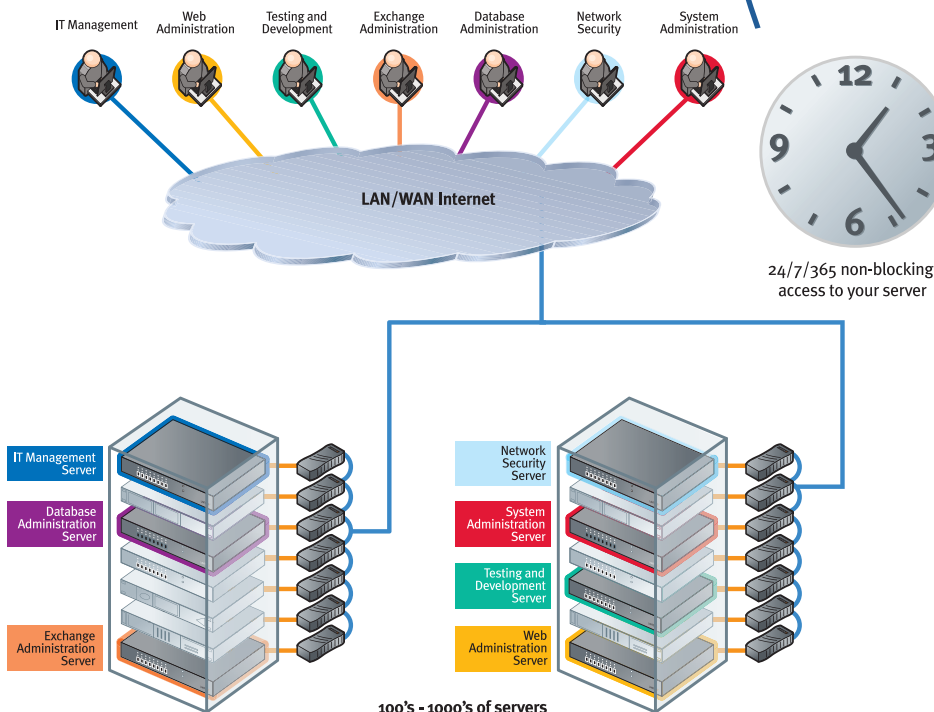 IT Management
Web
Administration
Testing and
Development
Exchange
Administration
Database
Administration
Network
Security
System
Administration
12
9
3
6
LAN/WAN Internet
24/7/365 non-blocking
access to your server
IT Management
Server
Database
Administration
Server
Exchange
Administration
Server
Network
Security
Server
System
Administration
Server
Testing and
Development
Server
Web
Administration
Server
100's - 1000's of servers